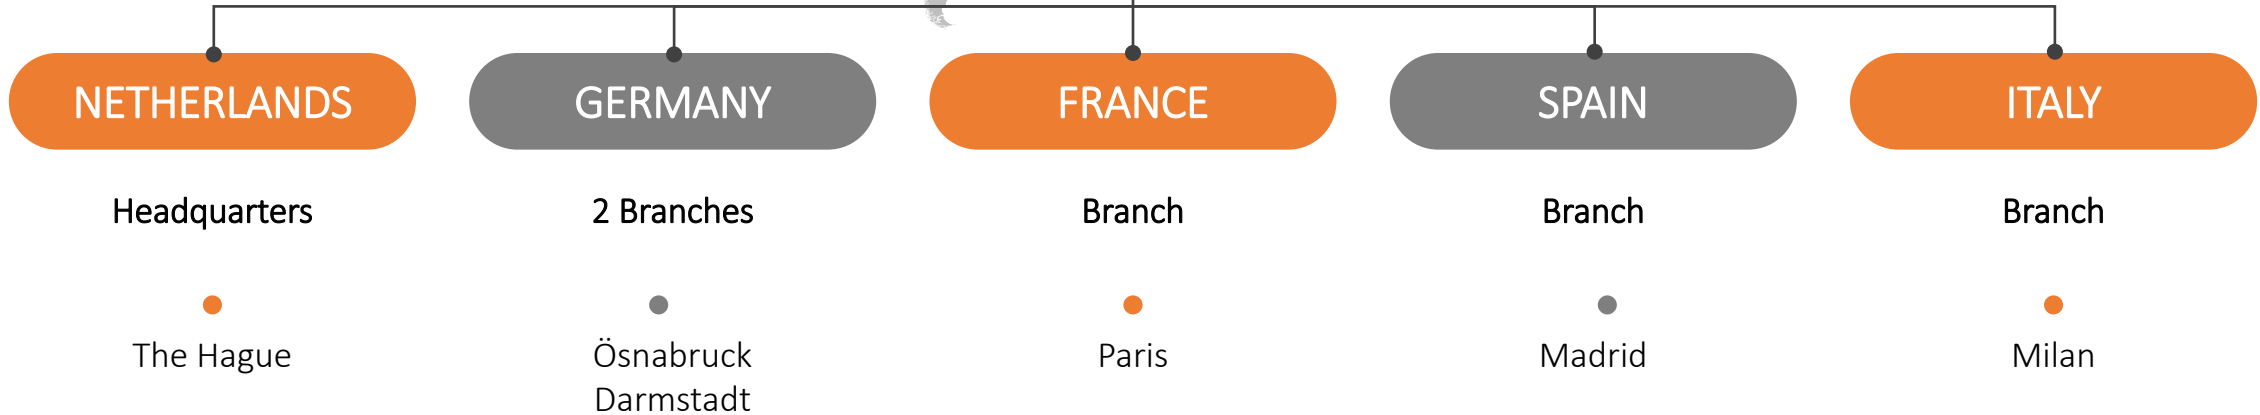 NETHERLANDS
GERMANY
FRANCE
SPAIN
ITALY
Headquarters
2 Branches
Branch
Branch
Branch
The Hague
Ösnabruck
Darmstadt
Paris
Madrid
Milan